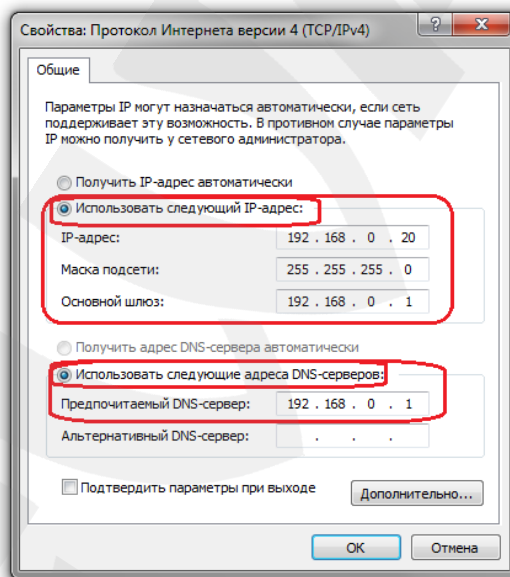 Свойства: Протокол Интернета версии 4 (TCP/IPv4)
Общие
Параметры IP могут назначаться автоматически, если сеть
поддерживает эту возможность. В противном случае параметры
IP можно получить у сетевого администратора.
Получить IP-адрес автоматически
Использовать следующий IP-адрес:
IP-адрес: 192 . 168 . 0 . 20
Маска подсети: 255 . 255 . 255 . 0
Основной шлюз: 192 . 168 . 0 . 1
Получить адрес DNS-сервера автоматически
Использовать следующие адреса DNS-серверов:
Предпочитаемый DNS-сервер: 192 . 168 . 0 . 1
Альтернативный DNS-сервер: . . .
Подтвердить параметры при выходе
Дополнительно...
ОК Отмена